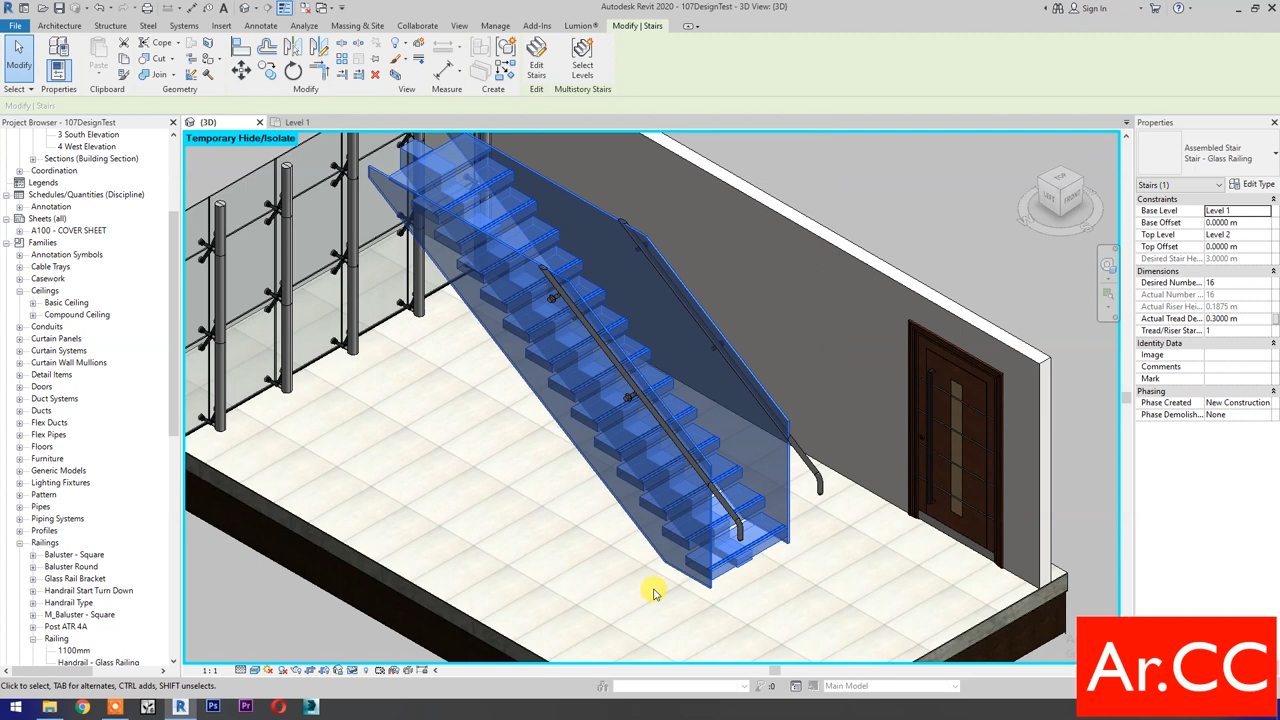 Autodesk Revit 2020 - 107DesignTest - 3D View: {3D}
Sign In
File Architecture Structure Steel Systems Insert Annotate Analyze Massing & Site Collaborate View Manage Add-Ins Lumion® Modify | Stairs
Modify
Paste
Cope
Cut
Join
Edit
Stairs
Select
Levels
Select Properties Clipboard Geometry Modify View Measure Create Edit Multistory Stairs
Modify | Stairs
Project Browser - 107DesignTest
{3D}
Level 1
Properties
Temporary Hide/Isolate
3 South Elevation
4 West Elevation
Sections (Building Section)
Coordination
Legends
Schedules/Quantities (Discipline)
Annotation
Sheets (all)
A100 - COVER SHEET
Families
Annotation Symbols
Cable Trays
Casework
Ceilings
Basic Ceiling
Compound Ceiling
Conduits
Curtain Panels
Curtain Systems
Curtain Wall Mullions
Detail Items
Doors
Duct Systems
Ducts
Flex Ducts
Flex Pipes
Floors
Furniture
Generic Models
Lighting Fixtures
Pattern
Pipes
Piping Systems
Profiles
Railings
Baluster - Square
Baluster Round
Glass Rail Bracket
Handrail Start Turn Down
Handrail Type
M_Baluster - Square
Post ATR 4A
Railing
1100mm
Handrail - Glass Railing
TOP
LEFT
FRONT
Assembled Stair
Stair - Glass Railing
Stairs (1)
Edit Type
Constraints
Base Level Level 1
Base Offset 0.0000 m
Top Level Level 2
Top Offset 0.0000 m
Desired Stair He... 3.0000 m
Dimensions
Desired Number... 16
Actual Number ... 16
Actual Riser Hei... 0.1875 m
Actual Tread De... 0.3000 m
Tread/Riser Star... 1
Identity Data
Image
Comments
Mark
Phasing
Phase Created New Construction
Phase Demolish... None
1 : 1
Click to select, TAB for alternates, CTRL adds, SHIFT unselects.
:0
Main Model
Ar.CC
Ps
Pr
R